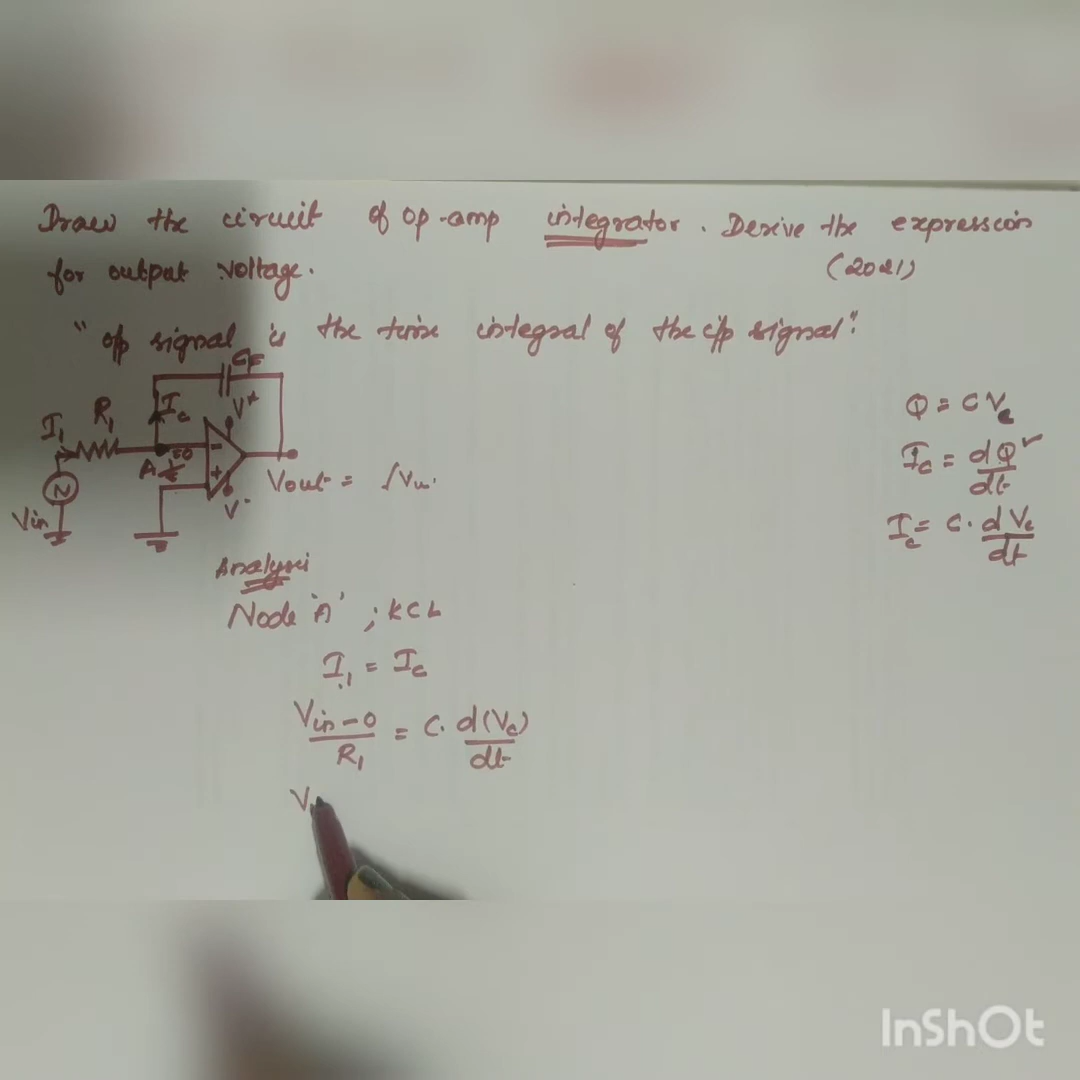 Draw the circuit of op-amp integrator. Derive the expression
for output voltage. (2021)
"o/p signal is the time integral of the i/p signal".
CF
I1 R1 Ic V+
A =0 - +
Vin V-
Vout = ∫Vin.
Q = C Vc
Ic = dQ/dt
Ic = C. dVc/dt
Analysis
Node 'A' ; KCL
I1 = Ic
Vin-0/R1 = C. d(Vc)/dt
V
InShOt